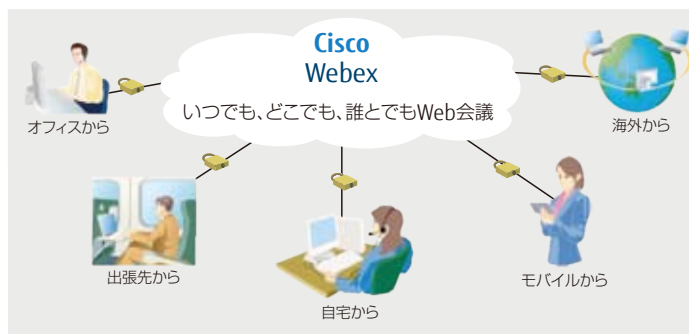 Cisco
Webex
いつでも、どこでも、誰とでもWeb会議
オフィスから
海外から
出張先から
自宅から
モバイルから